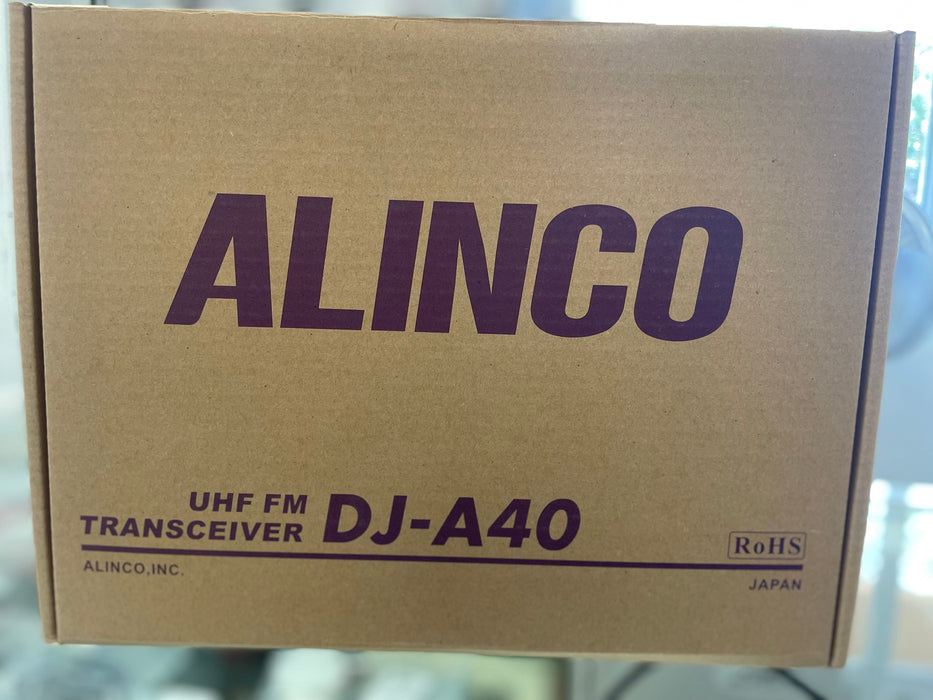 ALINCO
UHF FM
TRANSCEIVER DJ-A40
RoHS
ALINCO,INC.
JAPAN